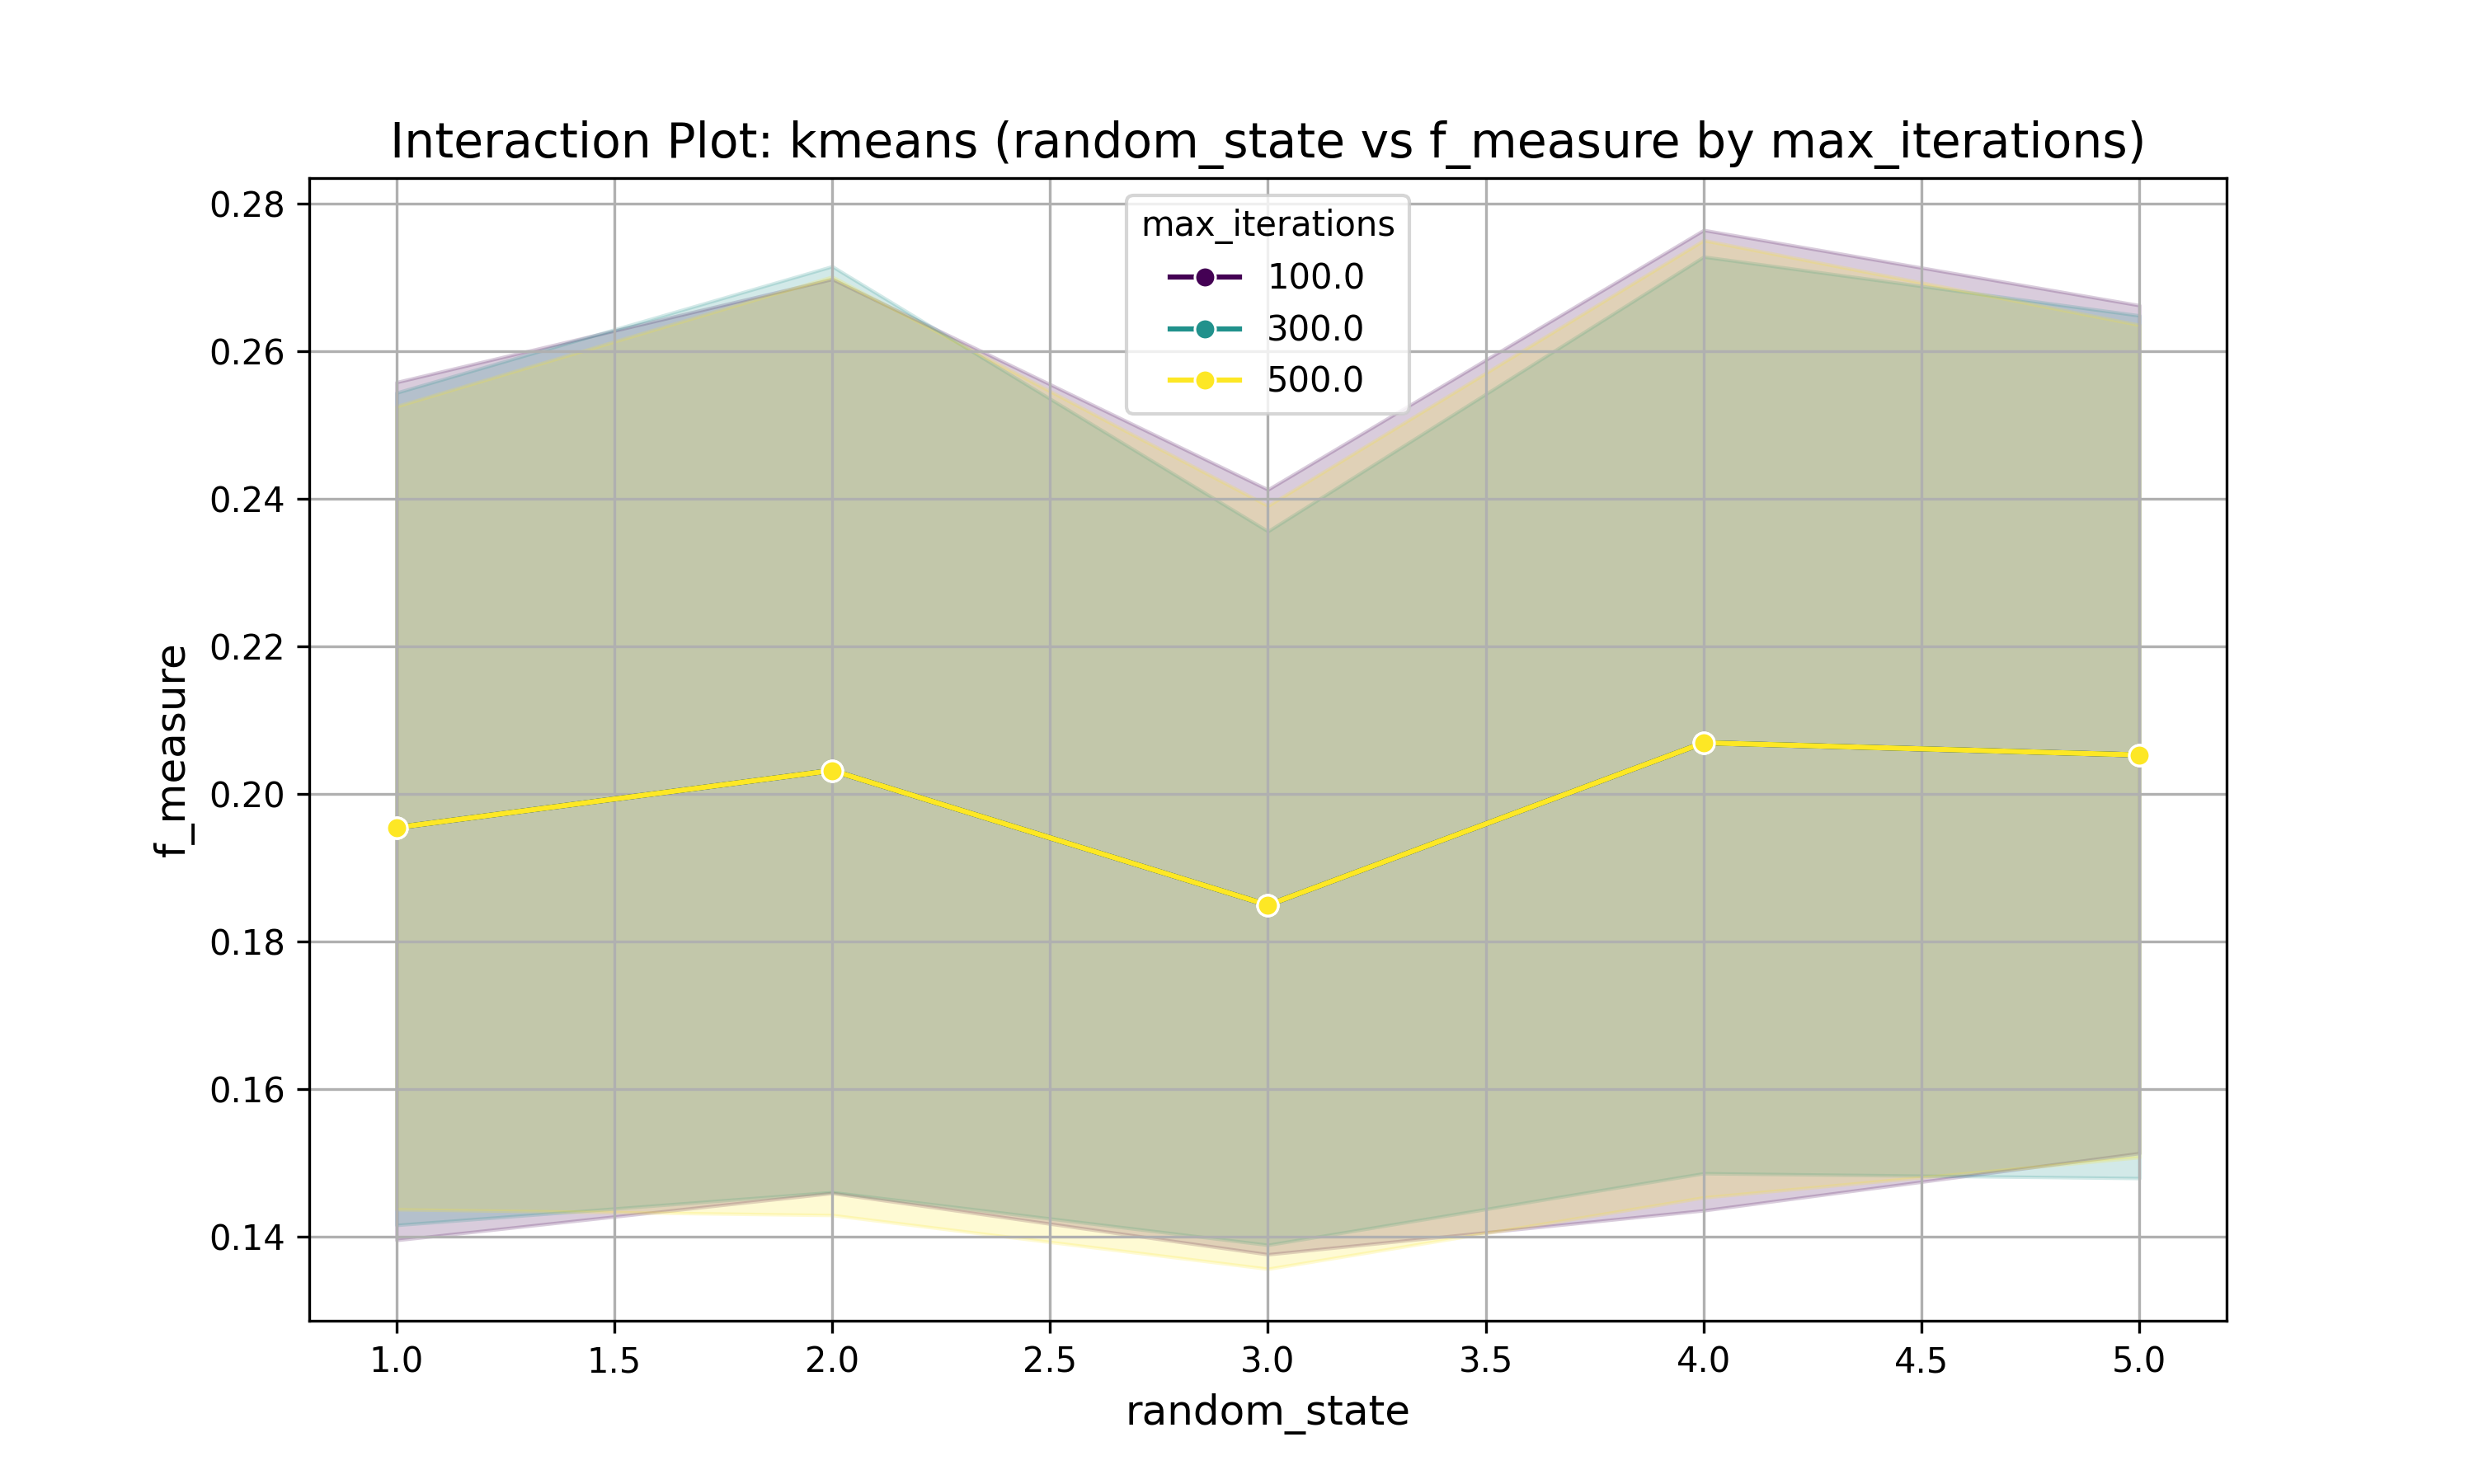 Interaction Plot: kmeans (random_state vs f_measure by max_iterations)
max_iterations
100.0
300.0
500.0
f_measure
0.28
0.26
0.24
0.22
0.20
0.18
0.16
0.14
1.0 1.5 2.0 2.5 3.0 3.5 4.0 4.5 5.0
random_state